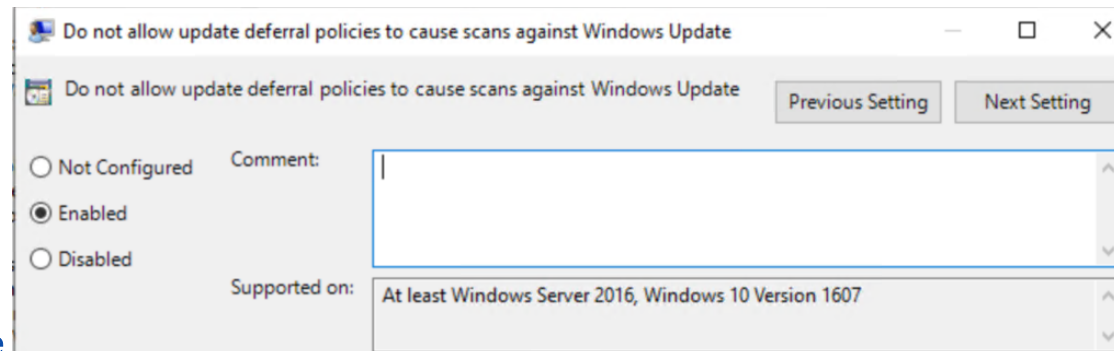 Do not allow update deferral policies to cause scans against Windows Update
Do not allow update deferral policies to cause scans against Windows Update
Previous Setting
Next Setting
Not Configured
Comment:
Enabled
Disabled
Supported on:
At least Windows Server 2016, Windows 10 Version 1607